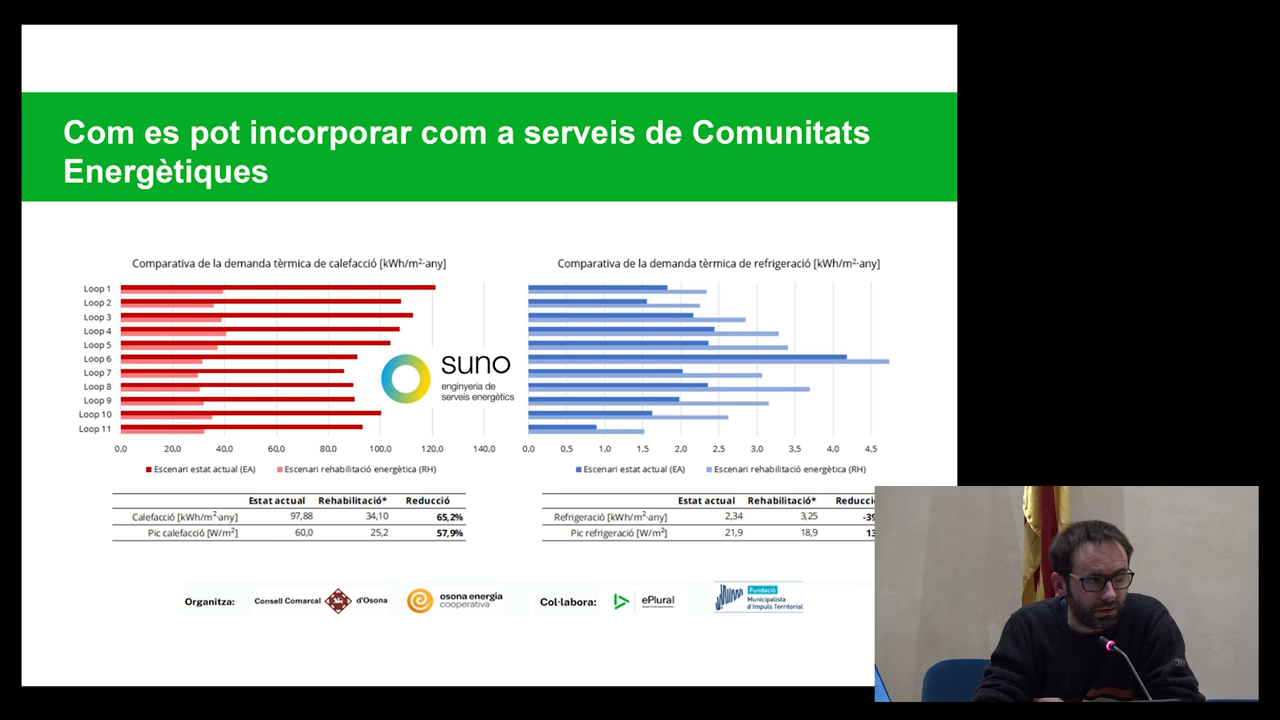 Com es pot incorporar com a serveis de Comunitats
Energètiques
Comparativa de la demanda tèrmica de calefacció [kWh/m²·any]
Loop 1
Loop 2
Loop 3
Loop 4
Loop 5
Loop 6
Loop 7
Loop 8
Loop 9
Loop 10
Loop 11
0,0 20,0 40,0 60,0 80,0 100,0 120,0 140,0
Escenari estat actual (EA) Escenari rehabilitació energètica (RH)
suno
enginyeria de
serveis energètics
Comparativa de la demanda tèrmica de refrigeració [kWh/m²·any]
0,0 0,5 1,0 1,5 2,0 2,5 3,0 3,5 4,0 4,5
Escenari estat actual (EA) Escenari rehabilitació energètica (RH)
Estat actual Rehabilitació* Reducció
Calefacció [kWh/m²·any] 97,88 34,10 65,2%
Pic calefacció [W/m²] 60,0 25,2 57,9%
Estat actual Rehabilitació*
Refrigeració [kWh/m²·any] 2,34 3,25
Pic refrigeració [W/m²] 21,9 18,9
Organitza:
Consell Comarcal d'Osona
osona energia
cooperativa
Col·labora:
ePlural
Fundació
Municipalista
d'Impuls Territorial